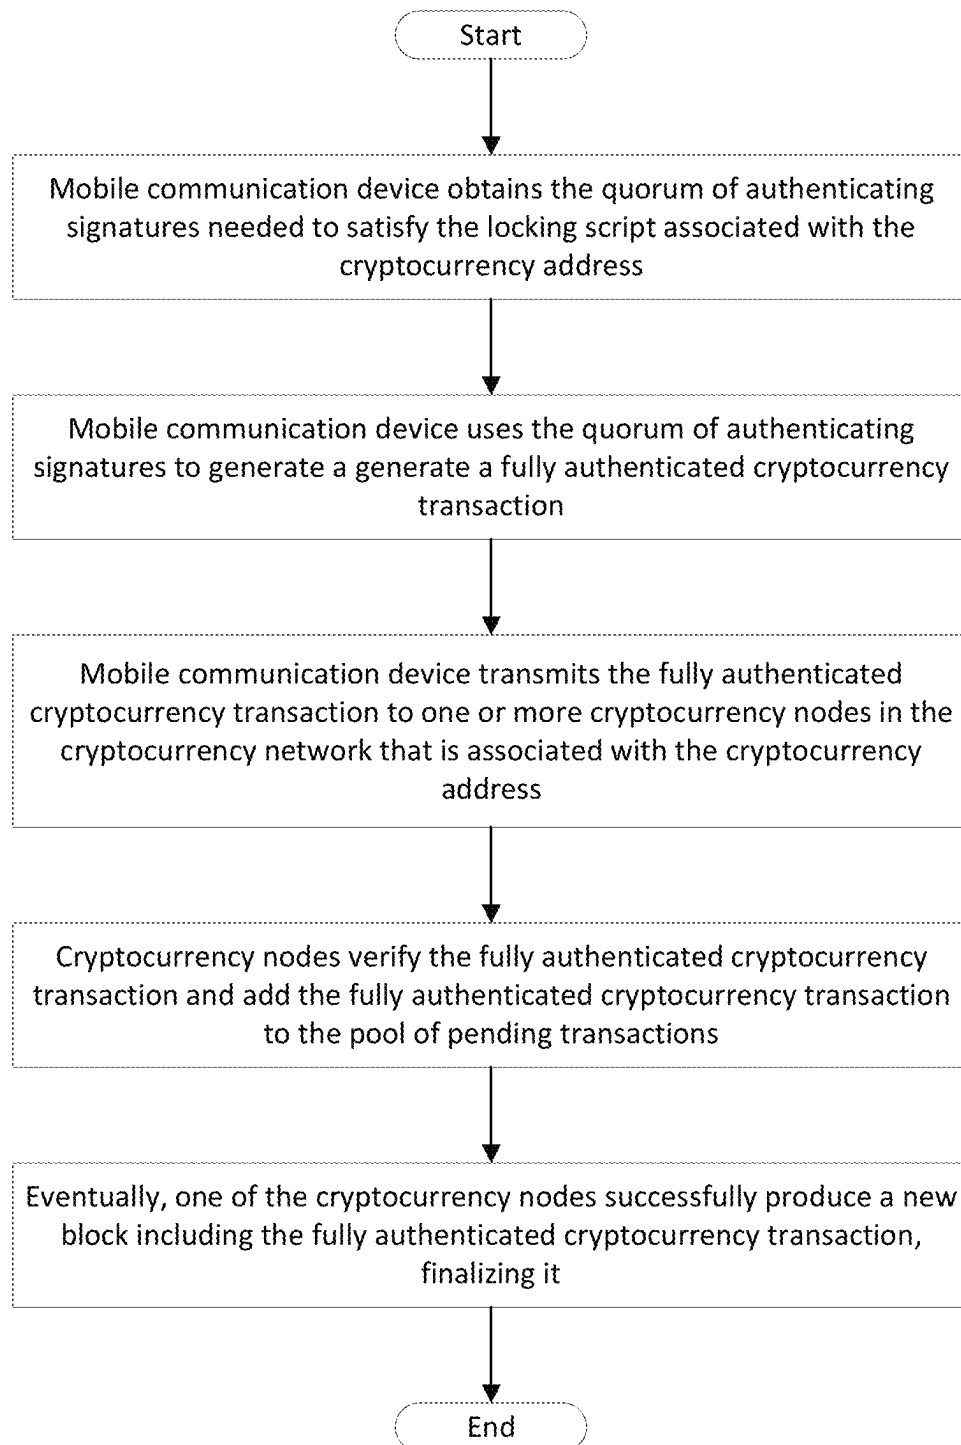 Start
Mobile communication device obtains the quorum of authenticating
signatures needed to satisfy the locking script associated with the
cryptocurrency address
Mobile communication device uses the quorum of authenticating
signatures to generate a generate a fully authenticated cryptocurrency
transaction
Mobile communication device transmits the fully authenticated
cryptocurrency transaction to one or more cryptocurrency nodes in the
cryptocurrency network that is associated with the cryptocurrency
address
Cryptocurrency nodes verify the fully authenticated cryptocurrency
transaction and add the fully authenticated cryptocurrency transaction
to the pool of pending transactions
Eventually, one of the cryptocurrency nodes successfully produce a new
block including the fully authenticated cryptocurrency transaction,
finalizing it
End